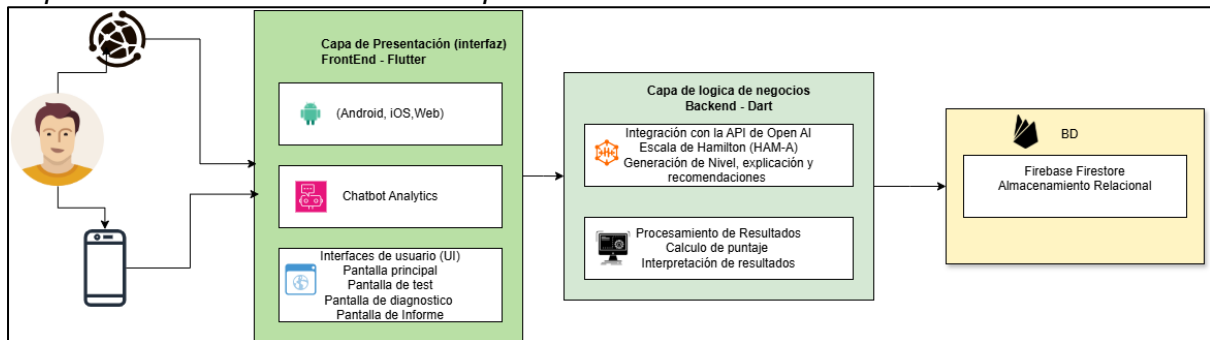 Capa de Presentación (interfaz)
FrontEnd - Flutter
(Android, iOS,Web)
Chatbot Analytics
Interfaces de usuario (UI)
Pantalla principal
Pantalla de test
Pantalla de diagnostico
Pantalla de Informe
Capa de logica de negocios
Backend - Dart
Integración con la API de Open AI
Escala de Hamilton (HAM-A)
Generación de Nivel, explicación y
recomendaciones
Procesamiento de Resultados
Calculo de puntaje
Interpretación de resultados
BD
Firebase Firestore
Almacenamiento Relacional